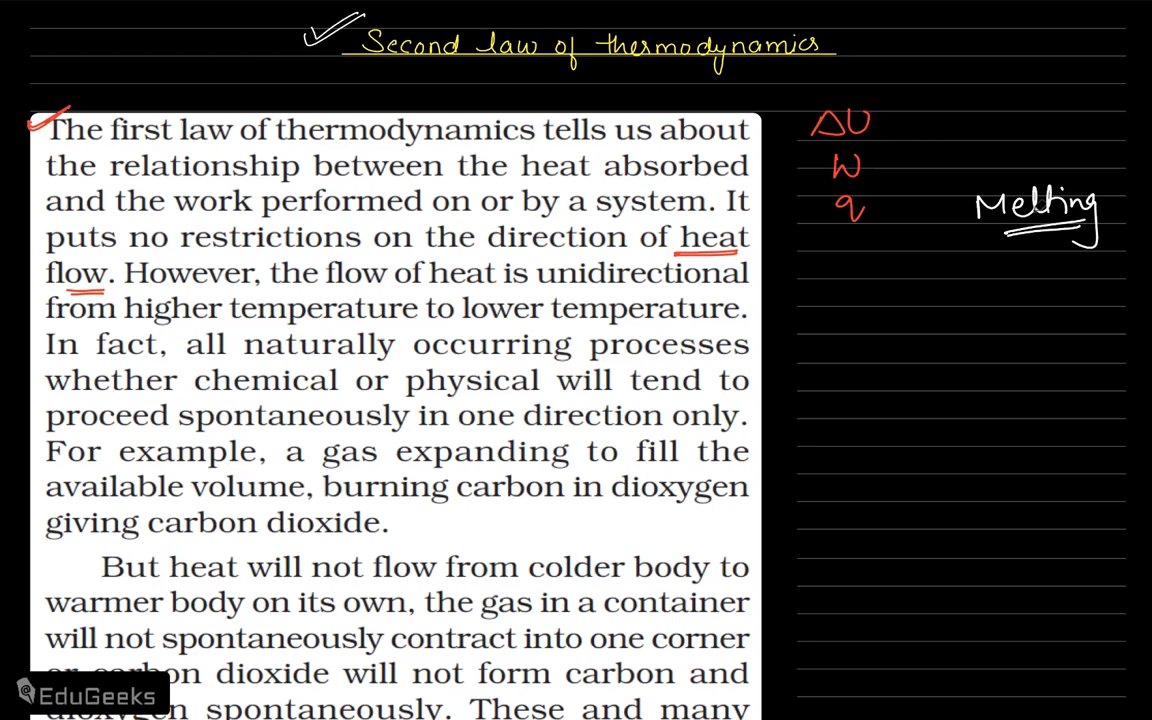 Second law of thermodynamics
The first law of thermodynamics tells us about
the relationship between the heat absorbed
and the work performed on or by a system. It
puts no restrictions on the direction of heat
flow. However, the flow of heat is unidirectional
from higher temperature to lower temperature.
In fact, all naturally occurring processes
whether chemical or physical will tend to
proceed spontaneously in one direction only.
For example, a gas expanding to fill the
available volume, burning carbon in dioxygen
giving carbon dioxide.
But heat will not flow from colder body to
warmer body on its own, the gas in a container
will not spontaneously contract into one corner
or carbon dioxide will not form carbon and
dioxygen spontaneously. These and many
ΔU
W
q
Melting
EduGeeks